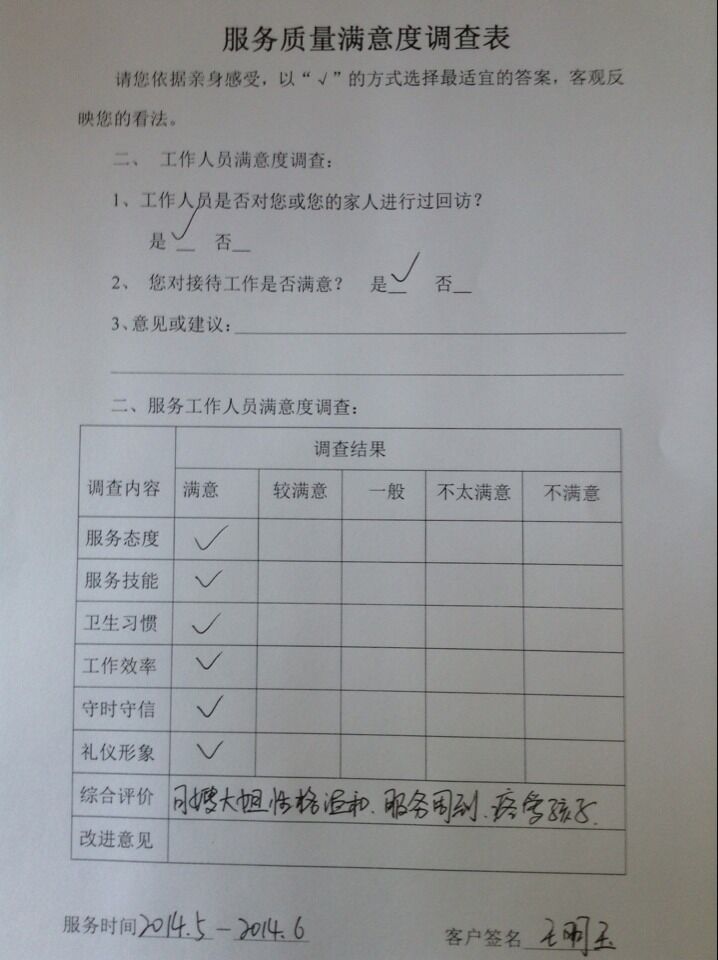 服务质量满意度调查表
请您依据亲身感受，以“√”的方式选择最适宜的答案，客观反
映您的看法。
二、 工作人员满意度调查：
1、工作人员是否对您或您的家人进行过回访？
是√ 否__
2、 您对接待工作是否满意？ 是√ 否__
3、意见或建议：
二、服务工作人员满意度调查：
调查内容 调查结果
满意 较满意 一般 不太满意 不满意
服务态度 √
服务技能 √
卫生习惯 √
工作效率 √
守时守信 √
礼仪形象 √
综合评价 大姐性格温和、服务周到、疼爱孩子.
改进意见
服务时间 2014.5—2014.6 客户签名 王明玉